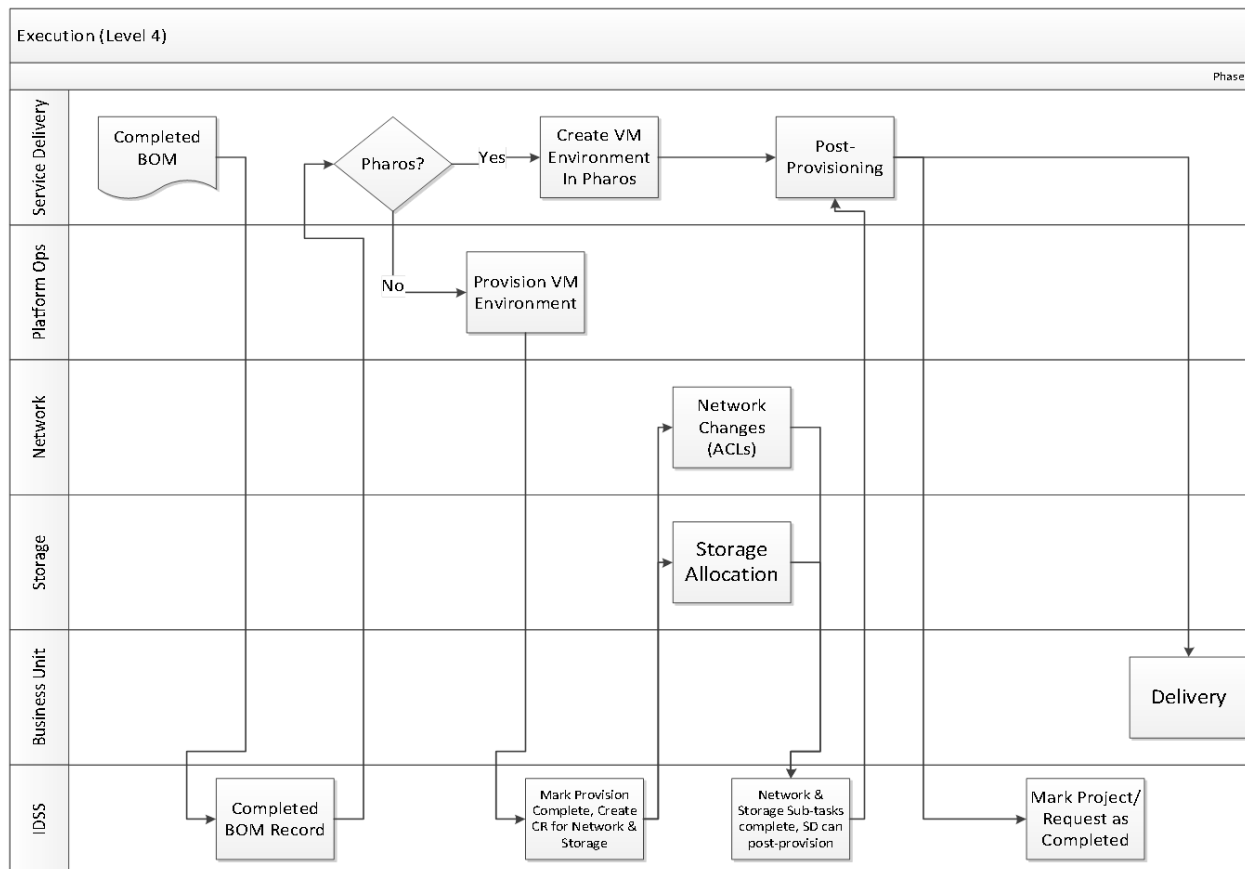 Execution (Level 4)
Phase
Service Delivery
Completed
BOM
Pharos?
Yes
Create VM
Environment
In Pharos
Post-
Provisioning
Platform Ops
No
Provision VM
Environment
Network
Network
Changes
(ACLs)
Storage
Storage
Allocation
Business Unit
Delivery
IDSS
Completed
BOM Record
Mark Provision
Complete, Create
CR for Network &
Storage
Network &
Storage Sub-tasks
complete, SD can
post-provision
Mark Project/
Request as
Completed